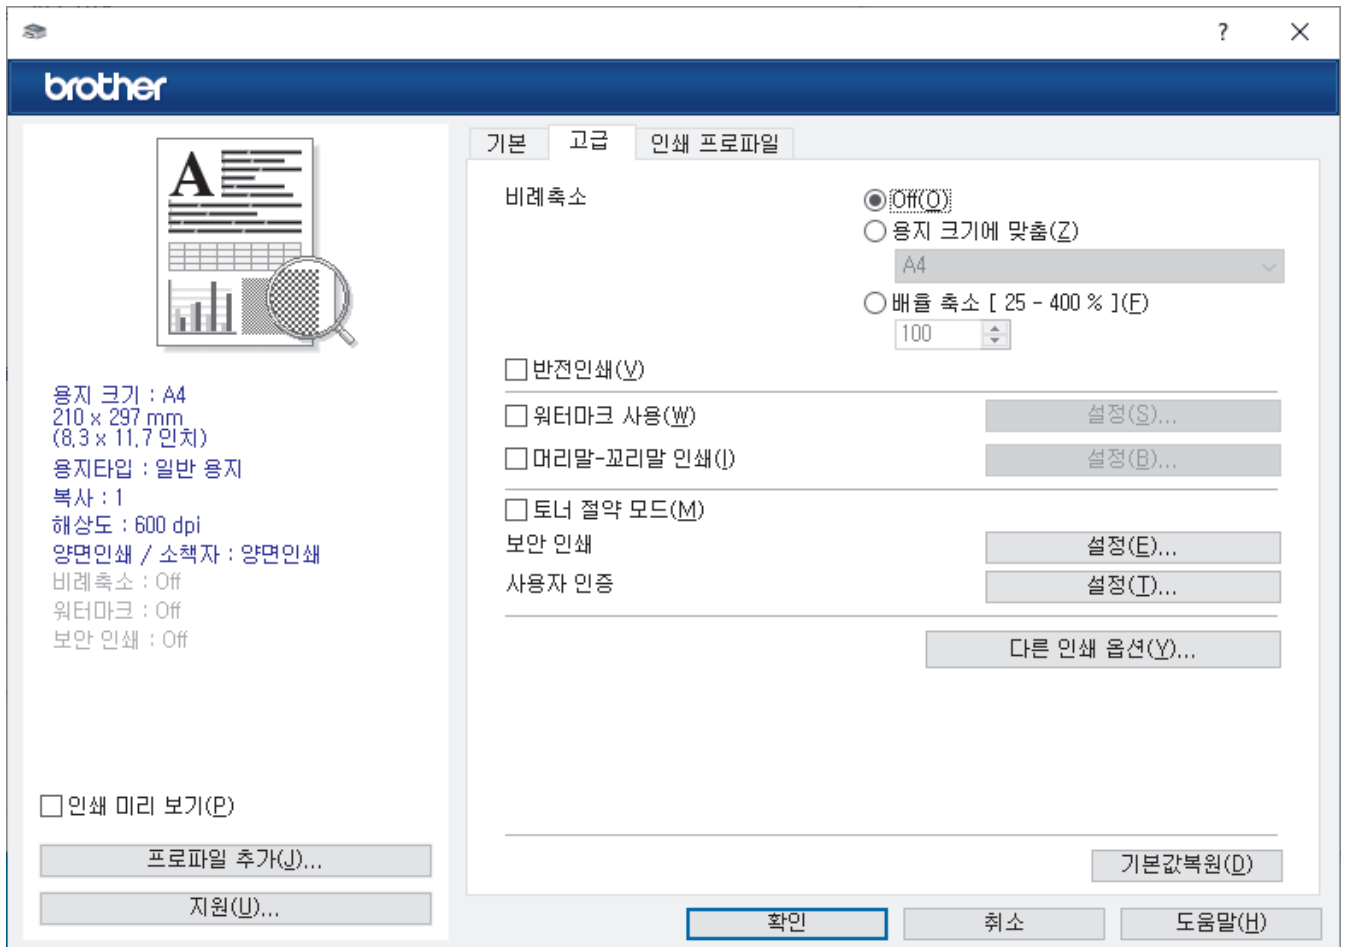 ?
brother
기본
고급
인쇄 프로파일
A
비례축소
Off(O)
용지 크기에 맞춤(Z)
A4
배율 축소 [ 25 - 400 % ](F)
100
반전인쇄(V)
워터마크 사용(W)
설정(S)...
머리말-꼬리말 인쇄(I)
설정(B)...
토너 절약 모드(M)
보안 인쇄
설정(E)...
사용자 인증
설정(T)...
다른 인쇄 옵션(Y)...
용지 크기 : A4
210 x 297 mm
(8.3 x 11.7 인치)
용지타입 : 일반 용지
복사 : 1
해상도 : 600 dpi
양면인쇄 / 소책자 : 양면인쇄
비례축소 : Off
워터마크 : Off
보안 인쇄 : Off
인쇄 미리 보기(P)
프로파일 추가(J)...
지원(U)...
기본값복원(D)
확인
취소
도움말(H)